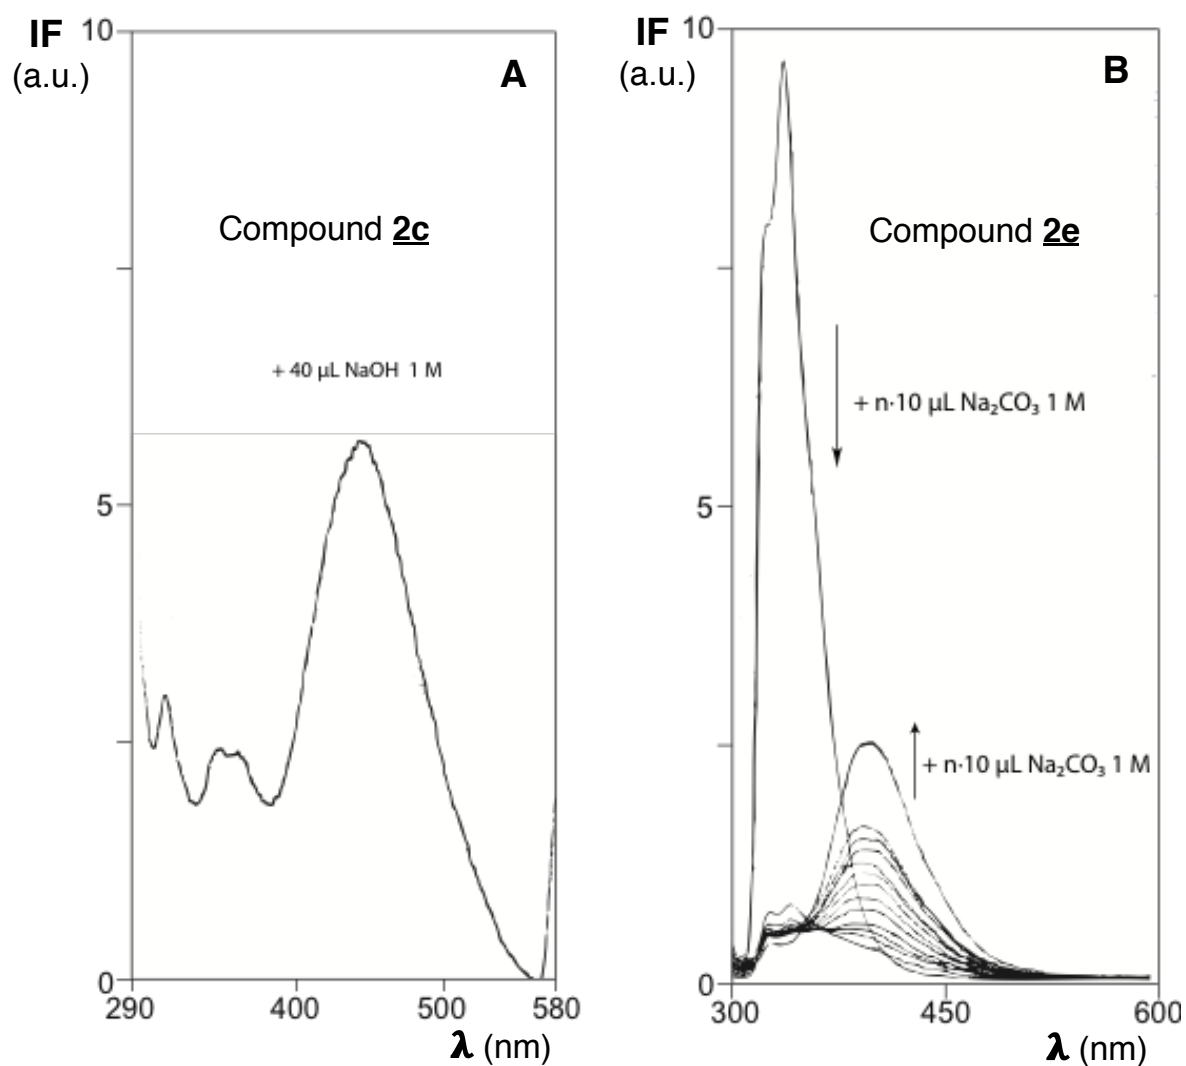 IF
(a.u.)
10
A
Compound 2c
+ 40 µL NaOH 1 M
5
0
290
400
500
580
λ (nm)
IF
(a.u.)
10
B
Compound 2e
+ n·10 µL Na₂CO₃ 1 M
5
+ n·10 µL Na₂CO₃ 1 M
0
300
450
600
λ (nm)